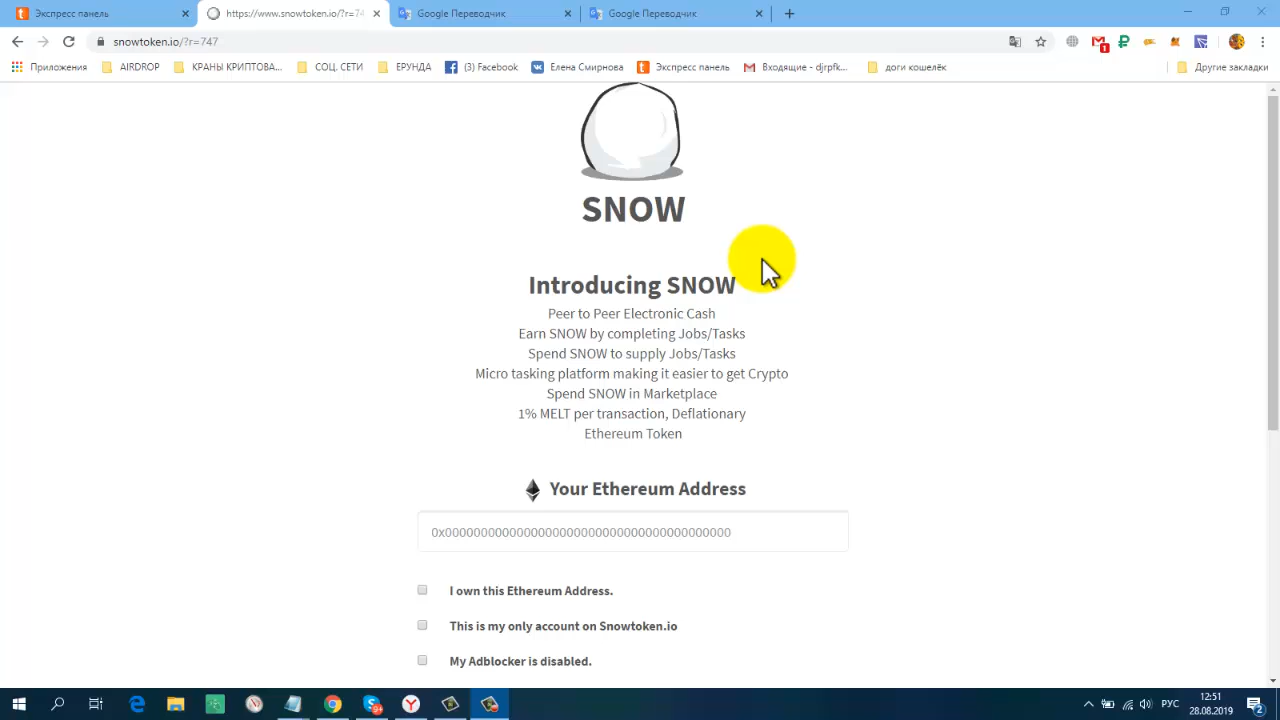 Экспресс панель
https://www.snowtoken.io/?r=74
Google Переводчик
Google Переводчик
snowtoken.io/?r=747
1
Приложения
AIRDROP
КРАНЫ КРИПТОВА...
СОЦ. СЕТИ
ЕРУНДА
(3) Facebook
Елена Смирнова
Экспресс панель
Входящие - djrpfk...
доги кошелёк
Другие закладки
SNOW
Introducing SNOW
Peer to Peer Electronic Cash
Earn SNOW by completing Jobs/Tasks
Spend SNOW to supply Jobs/Tasks
Micro tasking platform making it easier to get Crypto
Spend SNOW in Marketplace
1% MELT per transaction, Deflationary
Ethereum Token
Your Ethereum Address
0x0000000000000000000000000000000000000000
I own this Ethereum Address.
This is my only account on Snowtoken.io
My Adblocker is disabled.
РУС
12:51
28.08.2019
2